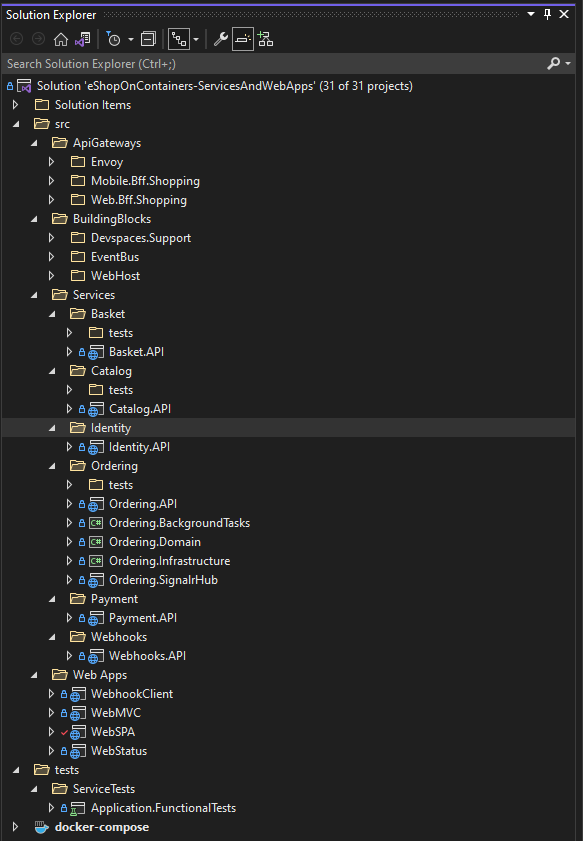 Solution Explorer
Search Solution Explorer (Ctrl+;)
Solution 'eShopOnContainers-ServicesAndWebApps' (31 of 31 projects)
Solution Items
src
ApiGateways
Envoy
Mobile.Bff.Shopping
Web.Bff.Shopping
BuildingBlocks
Devspaces.Support
EventBus
WebHost
Services
Basket
tests
Basket.API
Catalog
tests
Catalog.API
Identity
Identity.API
Ordering
tests
Ordering.API
C# Ordering.BackgroundTasks
C# Ordering.Domain
C# Ordering.Infrastructure
Ordering.SignalrHub
Payment
Payment.API
Webhooks
Webhooks.API
Web Apps
WebhookClient
WebMVC
WebSPA
WebStatus
tests
ServiceTests
Application.FunctionalTests
docker-compose